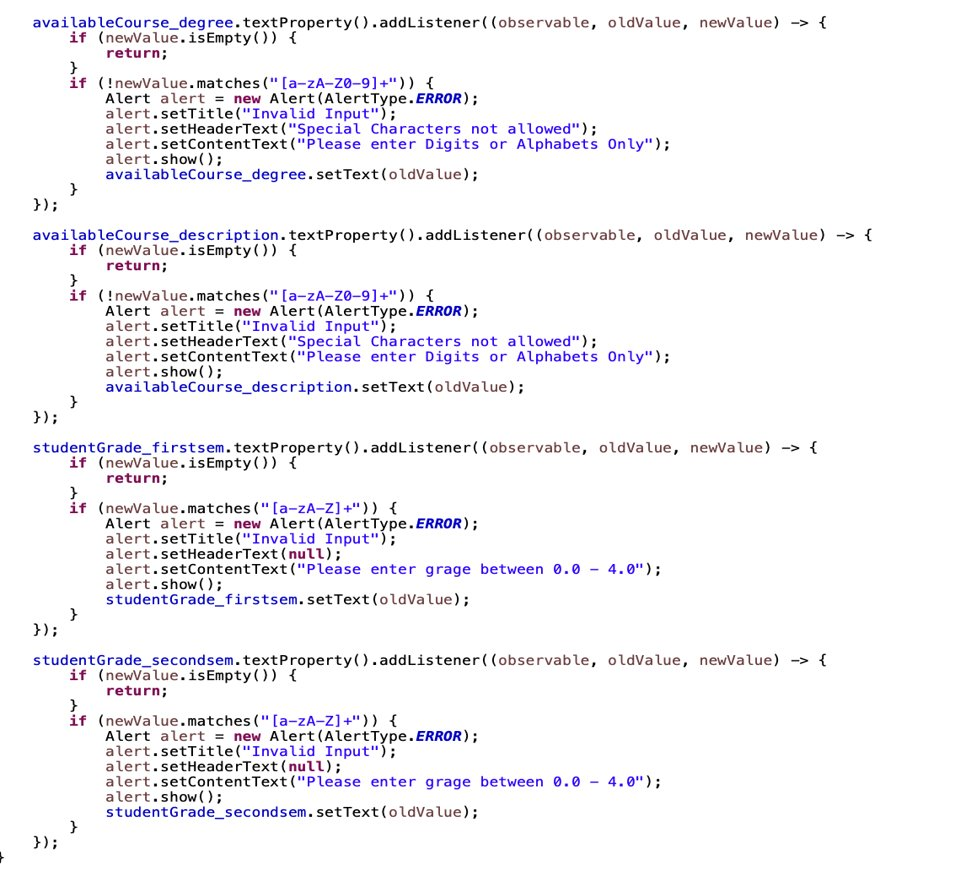 availableCourse_degree.textProperty().addListener((observable, oldValue, newValue) -> {
if (newValue.isEmpty()) {
return;
}
if (!newValue.matches("[a-zA-Z0-9]+")) {
Alert alert = new Alert(AlertType.ERROR);
alert.setTitle("Invalid Input");
alert.setHeaderText("Special Characters not allowed");
alert.setContentText("Please enter Digits or Alphabets Only");
alert.show();
availableCourse_degree.setText(oldValue);
}
});
availableCourse_description.textProperty().addListener((observable, oldValue, newValue) -> {
if (newValue.isEmpty()) {
return;
}
if (!newValue.matches("[a-zA-Z0-9]+")) {
Alert alert = new Alert(AlertType.ERROR);
alert.setTitle("Invalid Input");
alert.setHeaderText("Special Characters not allowed");
alert.setContentText("Please enter Digits or Alphabets Only");
alert.show();
availableCourse_description.setText(oldValue);
}
});
studentGrade_firstsem.textProperty().addListener((observable, oldValue, newValue) -> {
if (newValue.isEmpty()) {
return;
}
if (newValue.matches("[a-zA-Z]+")) {
Alert alert = new Alert(AlertType.ERROR);
alert.setTitle("Invalid Input");
alert.setHeaderText(null);
alert.setContentText("Please enter grage between 0.0 - 4.0");
alert.show();
studentGrade_firstsem.setText(oldValue);
}
});
studentGrade_secondsem.textProperty().addListener((observable, oldValue, newValue) -> {
if (newValue.isEmpty()) {
return;
}
if (newValue.matches("[a-zA-Z]+")) {
Alert alert = new Alert(AlertType.ERROR);
alert.setTitle("Invalid Input");
alert.setHeaderText(null);
alert.setContentText("Please enter grage between 0.0 - 4.0");
alert.show();
studentGrade_secondsem.setText(oldValue);
}
});
}